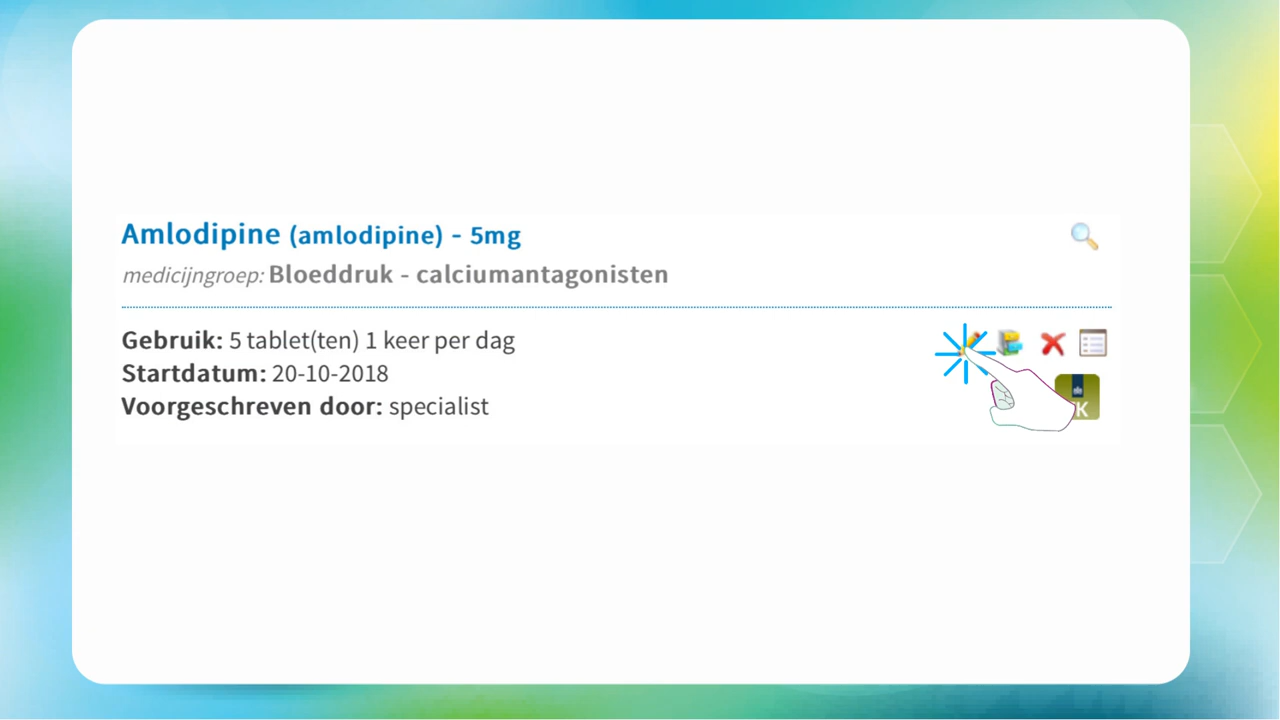 Amlodipine (amlodipine) - 5mg
medicijngroep: Bloeddruk - calciumantagonisten
Gebruik: 5 tablet(ten) 1 keer per dag
Startdatum: 20-10-2018
Voorgeschreven door: specialist
K